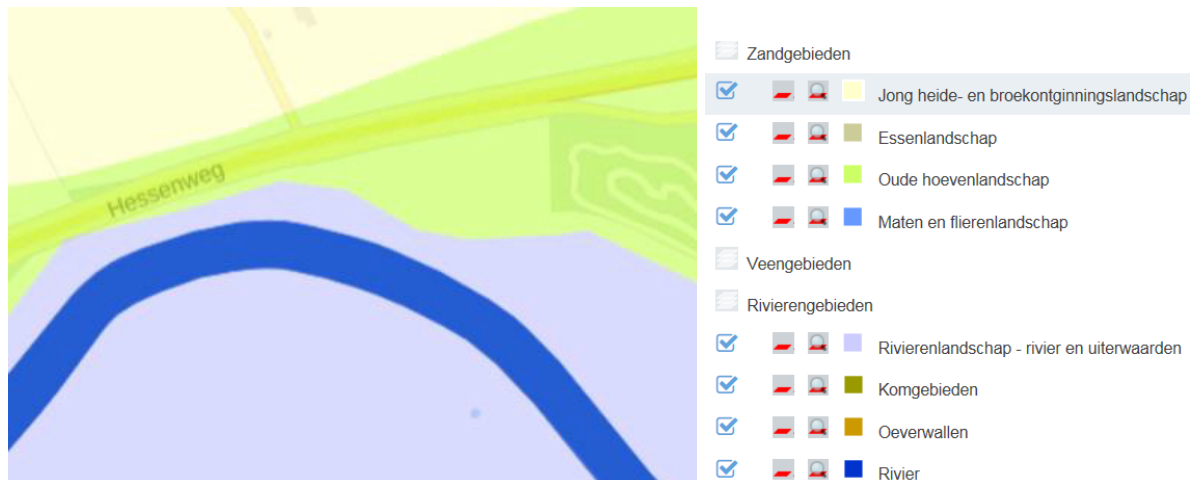 Hessenweg
Zandgebieden
Jong heide- en broekontginningslandschap
Essenlandschap
Oude hoevenlandschap
Maten en flierenlandschap
Veengebieden
Rivierengebieden
Rivierenlandschap - rivier en uiterwaarden
Komgebieden
Oeverwallen
Rivier